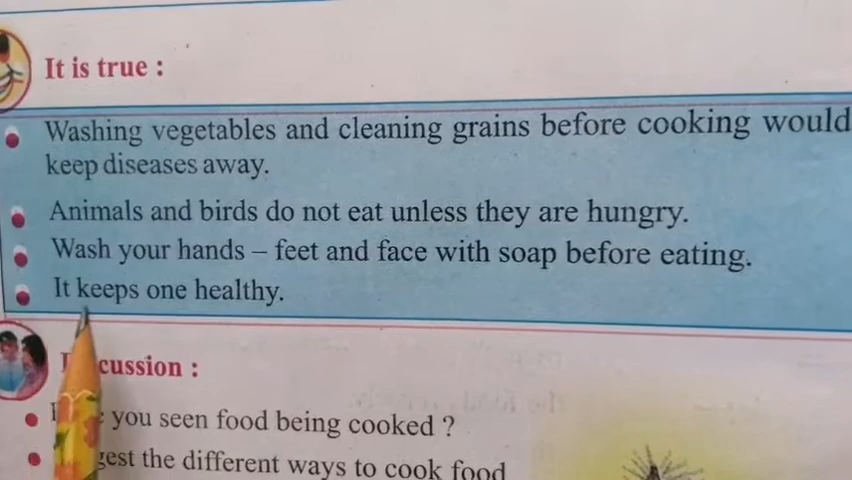 It is true :
Washing vegetables and cleaning grains before cooking would
keep diseases away.
Animals and birds do not eat unless they are hungry.
Wash your hands – feet and face with soap before eating.
It keeps one healthy.
Discussion :
you seen food being cooked ?
the different ways to cook food